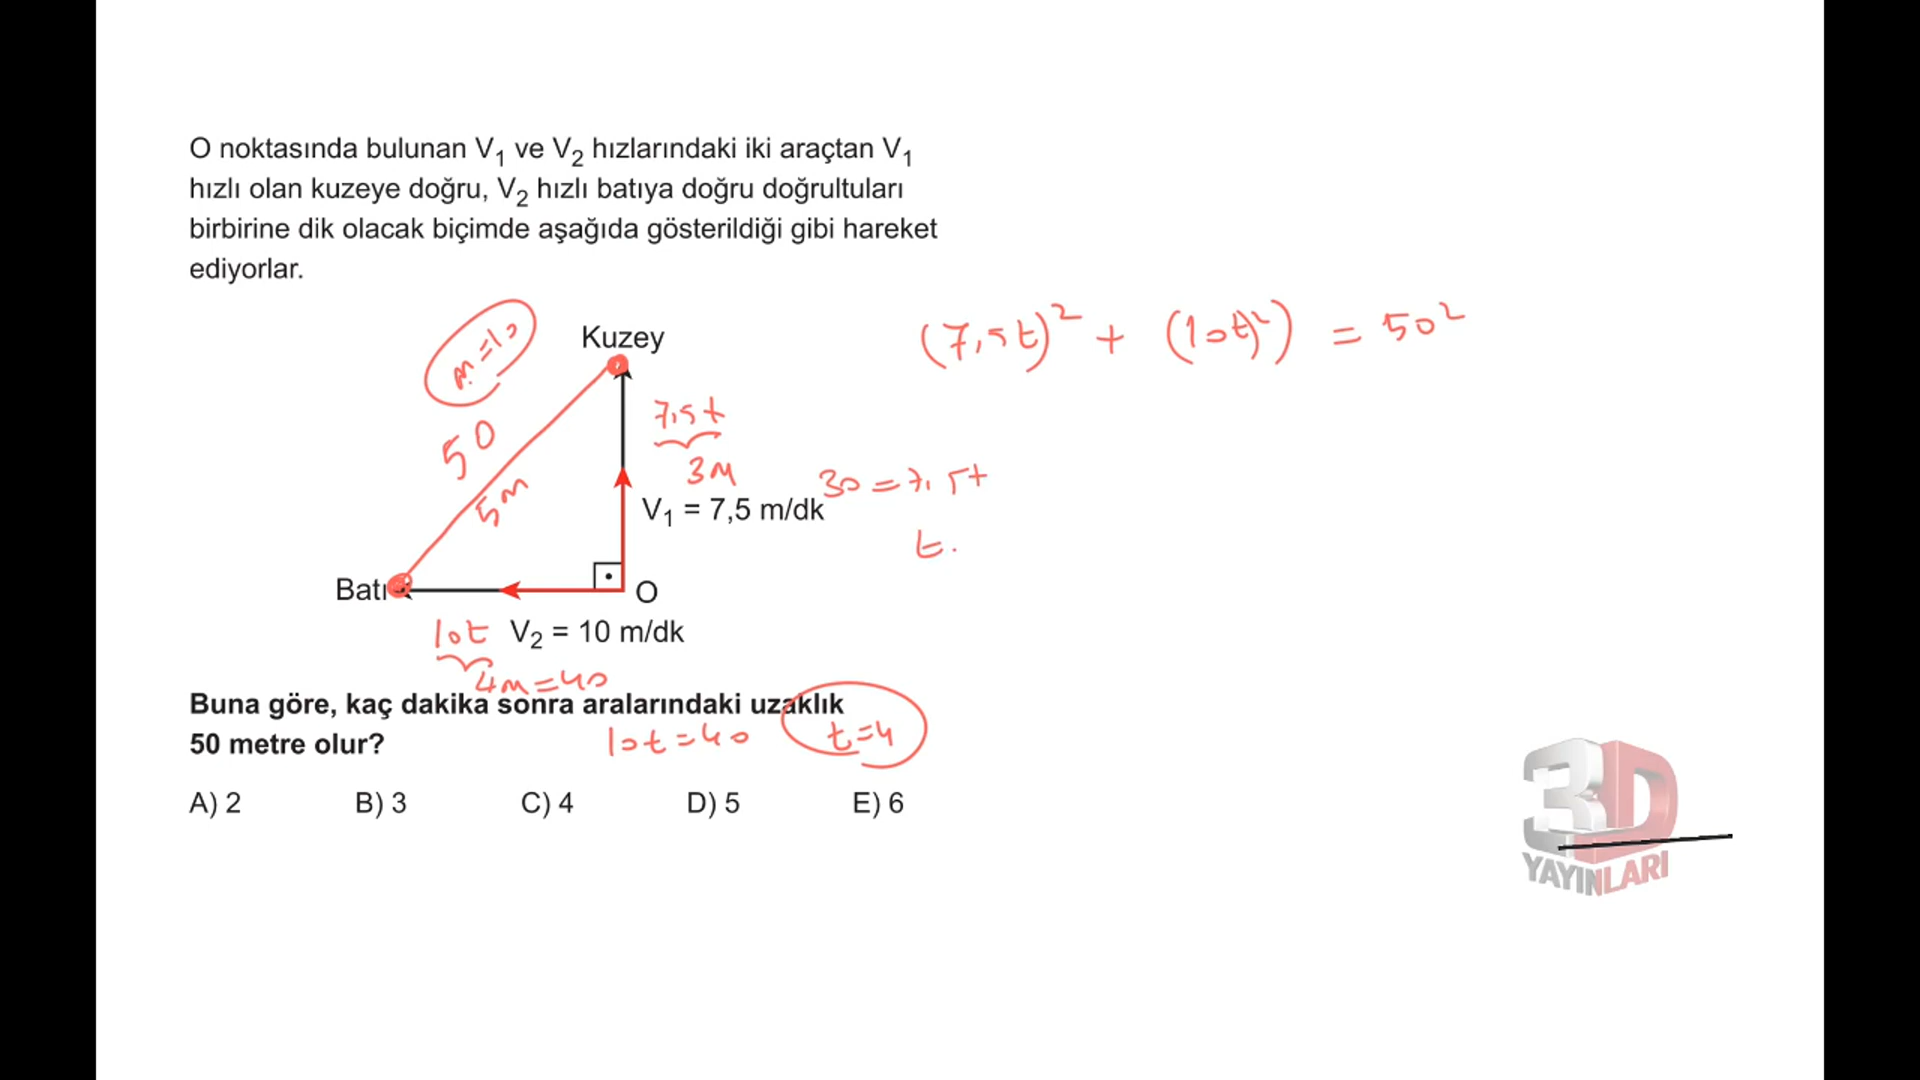 O noktasında bulunan V₁ ve V₂ hızlarındaki iki araçtan V₁
hızlı olan kuzeye doğru, V₂ hızlı batıya doğru doğrultuları
birbirine dik olacak biçimde aşağıda gösterildiği gibi hareket
ediyorlar.
m=10
Kuzey
(7,5t)² + (10t)²) = 50²
7,5t
50
3m
5m
30 = 7,5t
V₁ = 7,5 m/dk
t.
Batı
O
10t
V₂ = 10 m/dk
4m=40
Buna göre, kaç dakika sonra aralarındaki uzaklık
50 metre olur?
10t=40
t=4
A) 2 B) 3 C) 4 D) 5 E) 6
3D
YAYINLARI